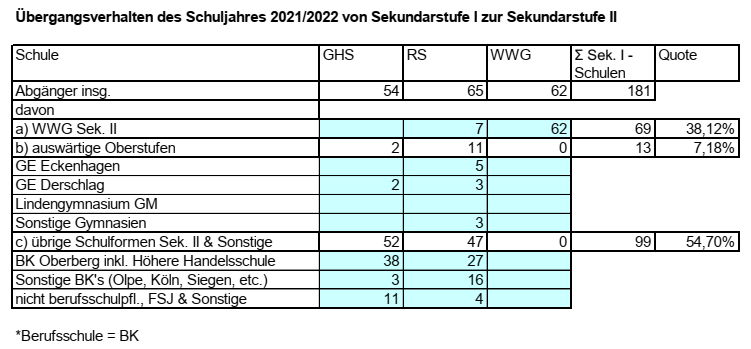 Übergangsverhalten des Schuljahres 2021/2022 von Sekundarstufe I zur Sekundarstufe II
Schule GHS RS WWG Σ Sek. I - Schulen Quote
Abgänger insg. 54 65 62 181
davon
a) WWG Sek. II 7 62 69 38,12%
b) auswärtige Oberstufen 2 11 0 13 7,18%
GE Eckenhagen 5
GE Derschlag 2 3
Lindengymnasium GM
Sonstige Gymnasien 3
c) übrige Schulformen Sek. II & Sonstige 52 47 0 99 54,70%
BK Oberberg inkl. Höhere Handelsschule 38 27
Sonstige BK's (Olpe, Köln, Siegen, etc.) 3 16
nicht berufsschulpfl., FSJ & Sonstige 11 4
*Berufsschule = BK